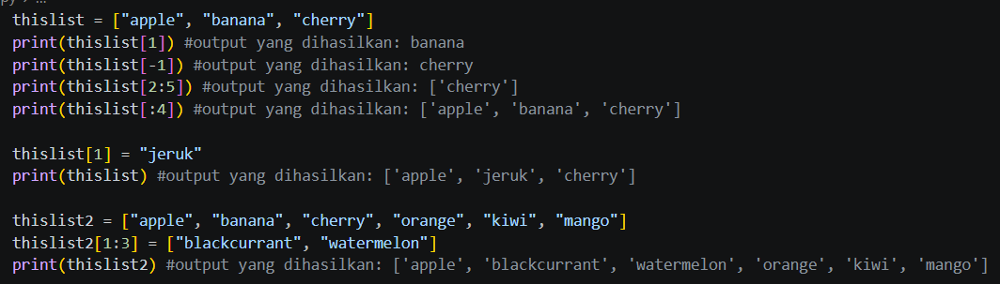 thislist = ["apple", "banana", "cherry"]
print(thislist[1]) #output yang dihasilkan: banana
print(thislist[-1]) #output yang dihasilkan: cherry
print(thislist[2:5]) #output yang dihasilkan: ['cherry']
print(thislist[:4]) #output yang dihasilkan: ['apple', 'banana', 'cherry']
thislist[1] = "jeruk"
print(thislist) #output yang dihasilkan: ['apple', 'jeruk', 'cherry']
thislist2 = ["apple", "banana", "cherry", "orange", "kiwi", "mango"]
thislist2[1:3] = ["blackcurrant", "watermelon"]
print(thislist2) #output yang dihasilkan: ['apple', 'blackcurrant', 'watermelon', 'orange', 'kiwi', 'mango']